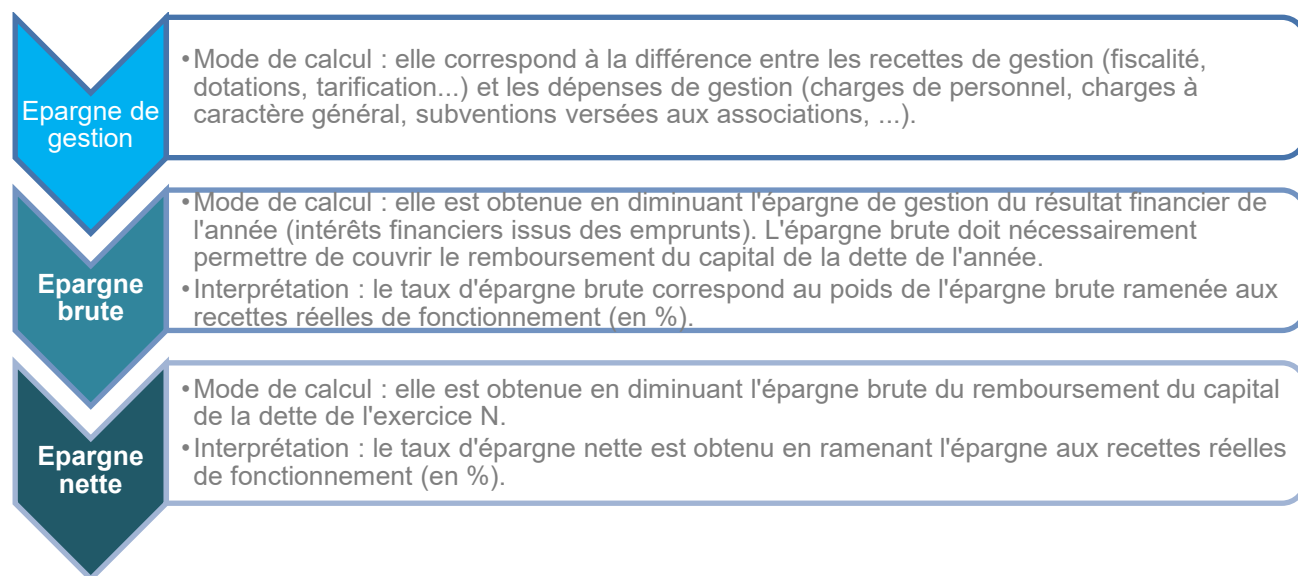 Epargne de
gestion
•Mode de calcul : elle correspond à la différence entre les recettes de gestion (fiscalité,
dotations, tarification...) et les dépenses de gestion (charges de personnel, charges à
caractère général, subventions versées aux associations, ...).
Epargne
brute
•Mode de calcul : elle est obtenue en diminuant l'épargne de gestion du résultat financier de
l'année (intérêts financiers issus des emprunts). L'épargne brute doit nécessairement
permettre de couvrir le remboursement du capital de la dette de l'année.
•Interprétation : le taux d'épargne brute correspond au poids de l'épargne brute ramenée aux
recettes réelles de fonctionnement (en %).
Epargne
nette
•Mode de calcul : elle est obtenue en diminuant l'épargne brute du remboursement du capital
de la dette de l'exercice N.
•Interprétation : le taux d'épargne nette est obtenu en ramenant l'épargne aux recettes réelles
de fonctionnement (en %).